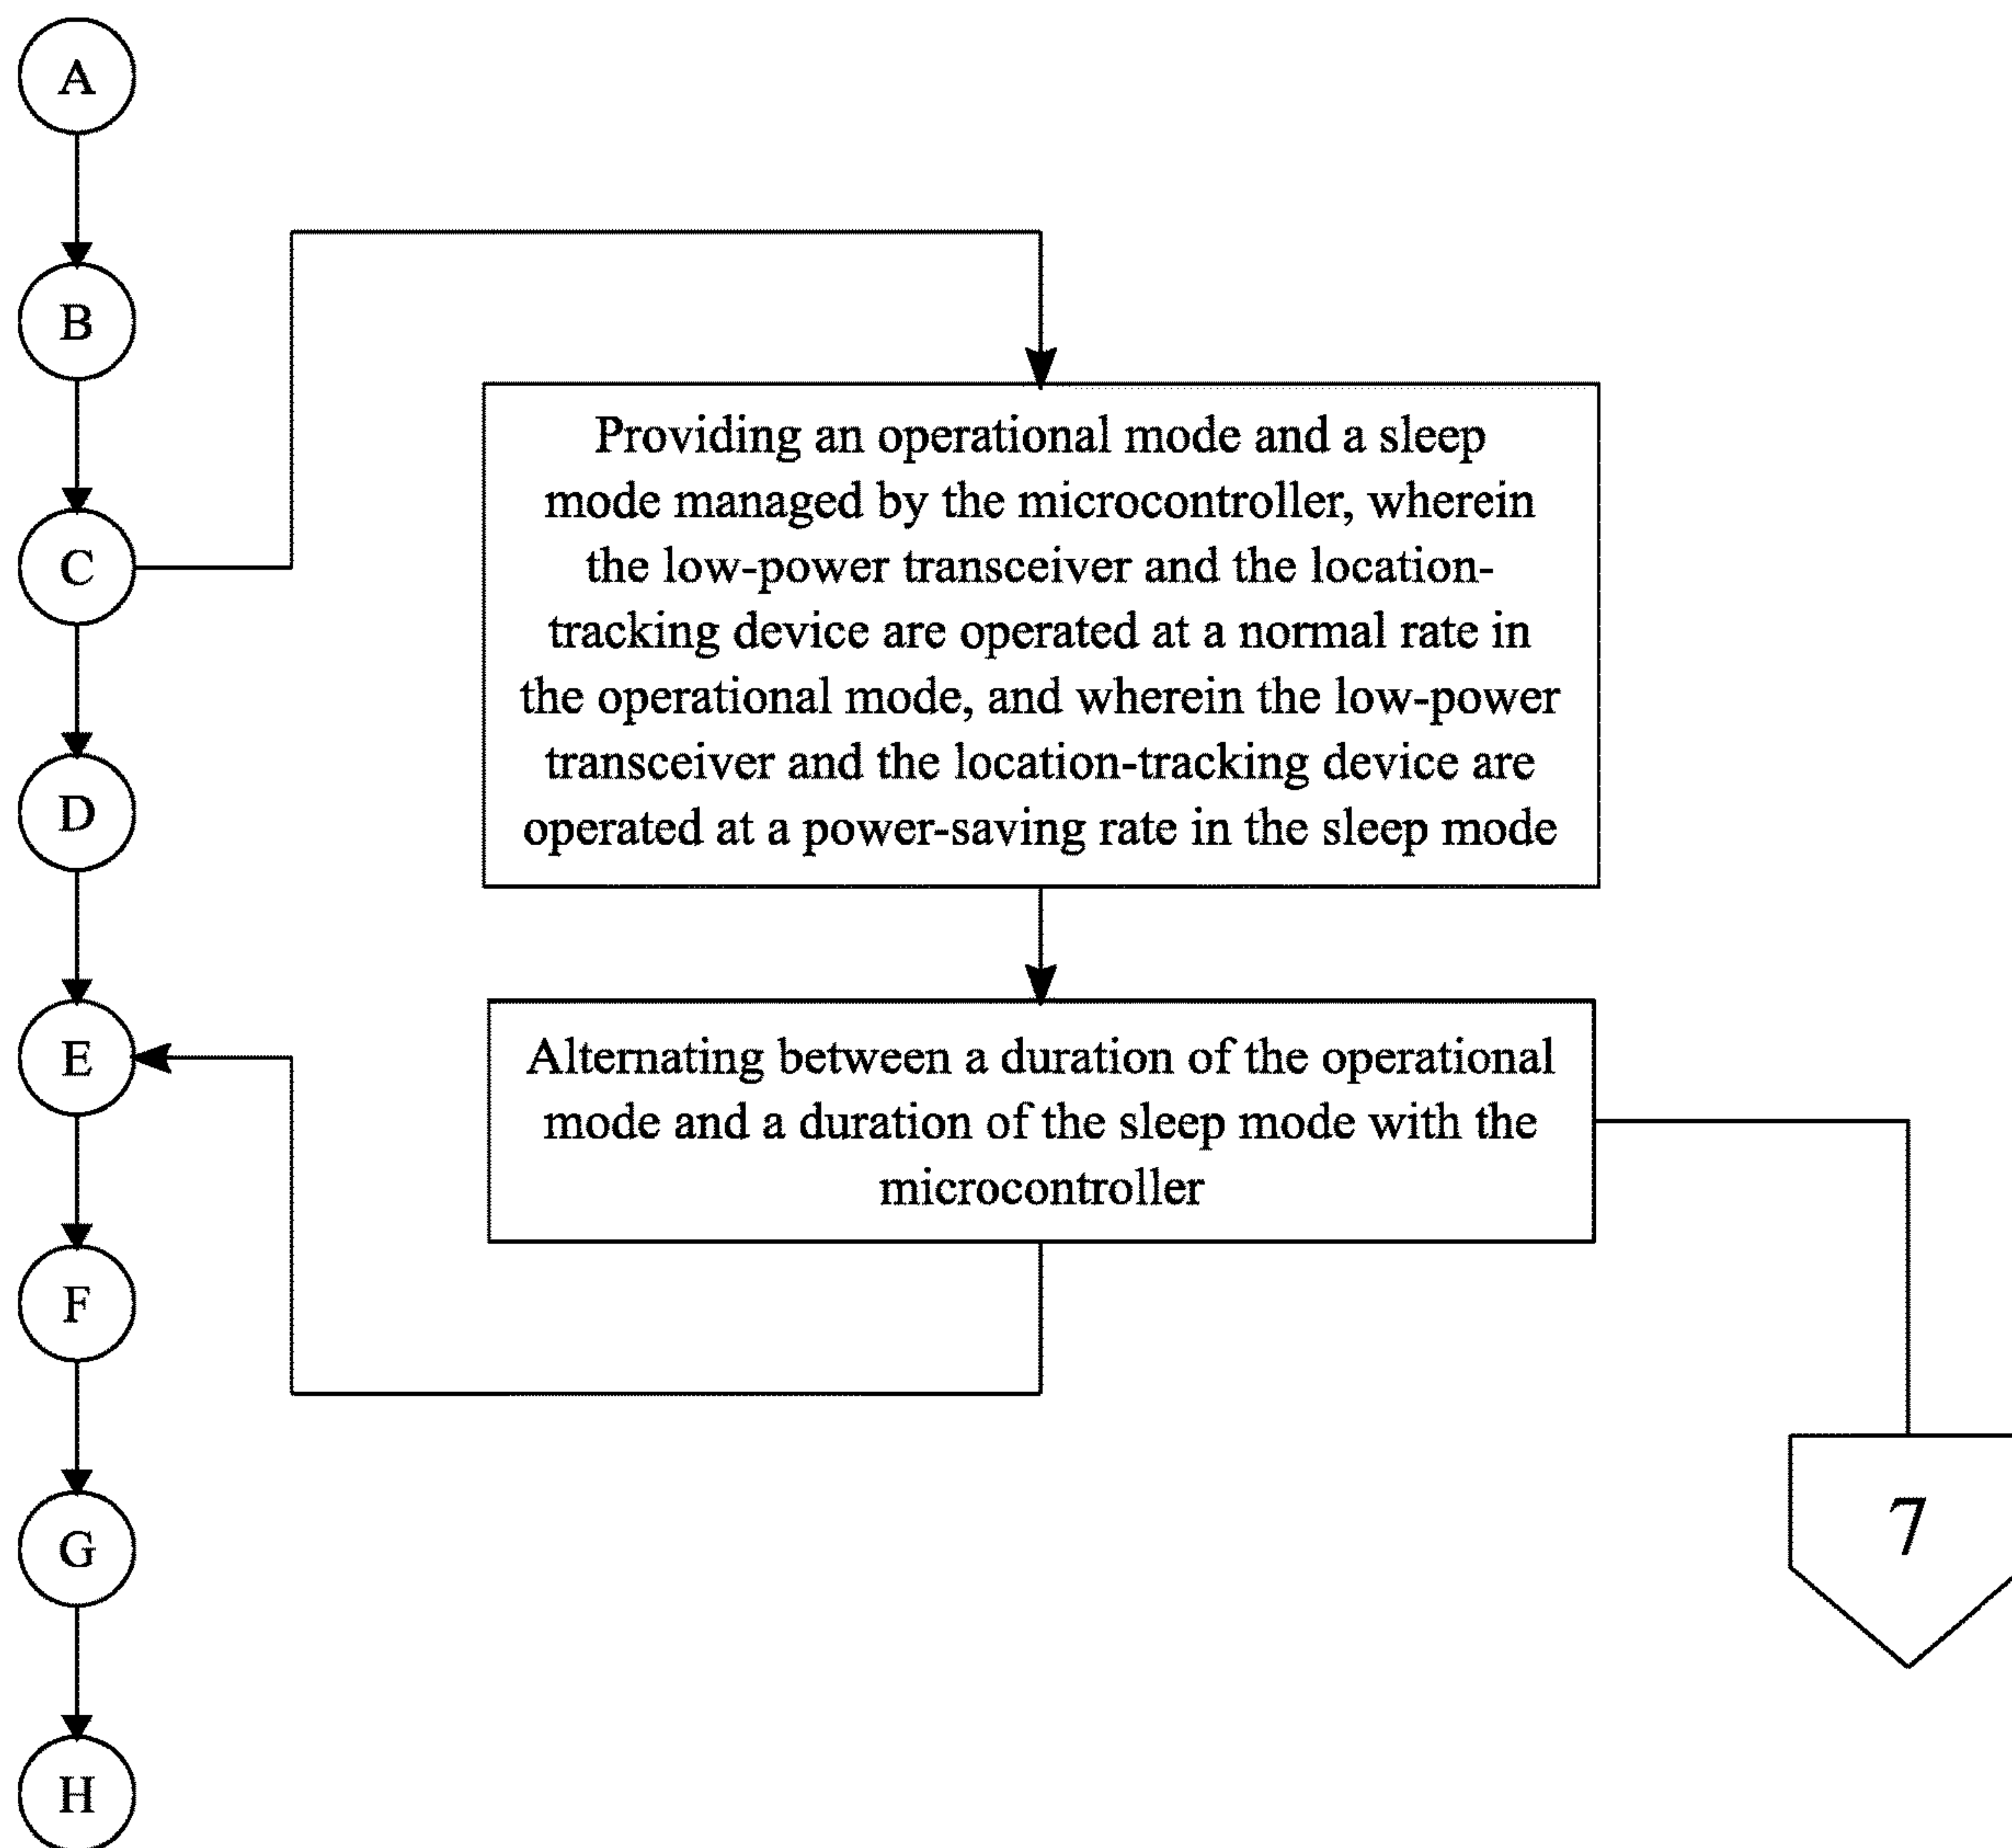 A
B
C
D
E
F
G
H
Providing an operational mode and a sleep
mode managed by the microcontroller, wherein
the low-power transceiver and the location-
tracking device are operated at a normal rate in
the operational mode, and wherein the low-power
transceiver and the location-tracking device are
operated at a power-saving rate in the sleep mode
Alternating between a duration of the operational
mode and a duration of the sleep mode with the
microcontroller
7